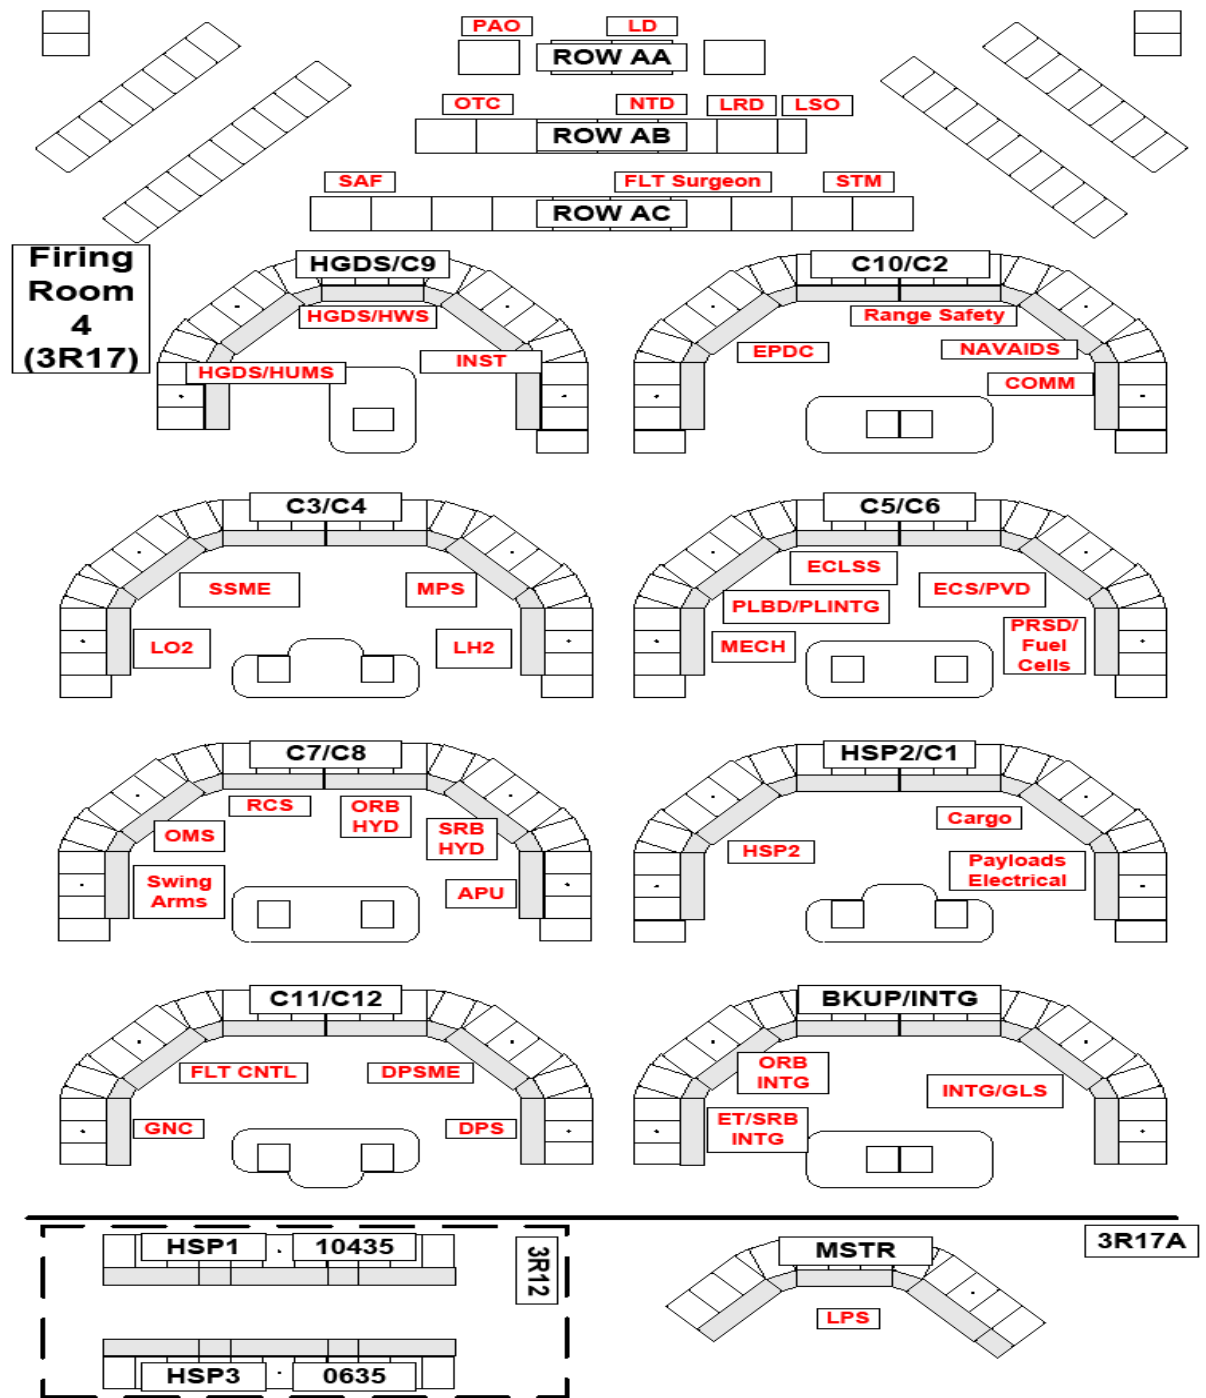 PAO LD
ROW AA
OTC NTD LRD LSO
ROW AB
SAF FLT Surgeon STM
ROW AC
Firing
Room
4
(3R17)
HGDS/C9
HGDS/HWS
INST
HGDS/HUMS
C10/C2
Range Safety
EPDC NAVAIDS
COMM
C3/C4
SSME MPS
LO2 LH2
C5/C6
ECLSS
ECS/PVD
PLBD/PLINTG
MECH
PRSD/
Fuel
Cells
C7/C8
RCS
ORB
HYD
OMS
SRB
HYD
Swing
Arms
APU
HSP2/C1
Cargo
HSP2
Payloads
Electrical
C11/C12
FLT CNTL DPSME
GNC DPS
BKUP/INTG
ORB
INTG
INTG/GLS
ET/SRB
INTG
HSP1 10435
3R12
HSP3 0635
MSTR
LPS
3R17A